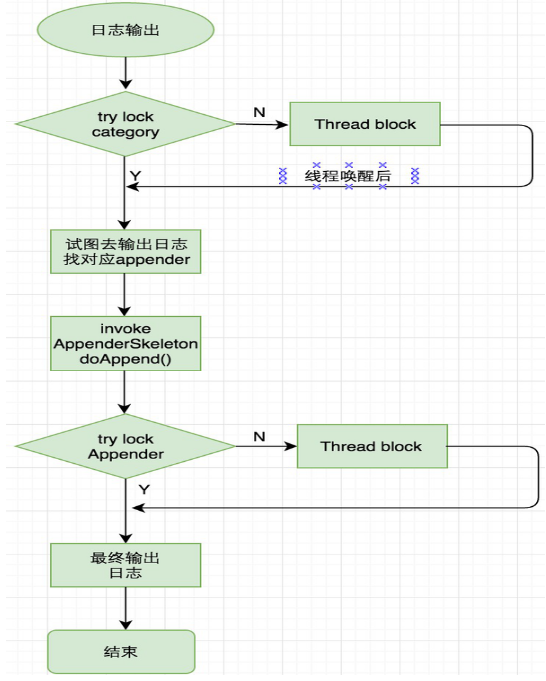 日志输出
try lock
category
N
Thread block
Y
线程唤醒后
试图去输出日志
找对应appender
invoke
AppenderSkeleton
doAppend()
try lock
Appender
N
Thread block
Y
最终输出
日志
结束